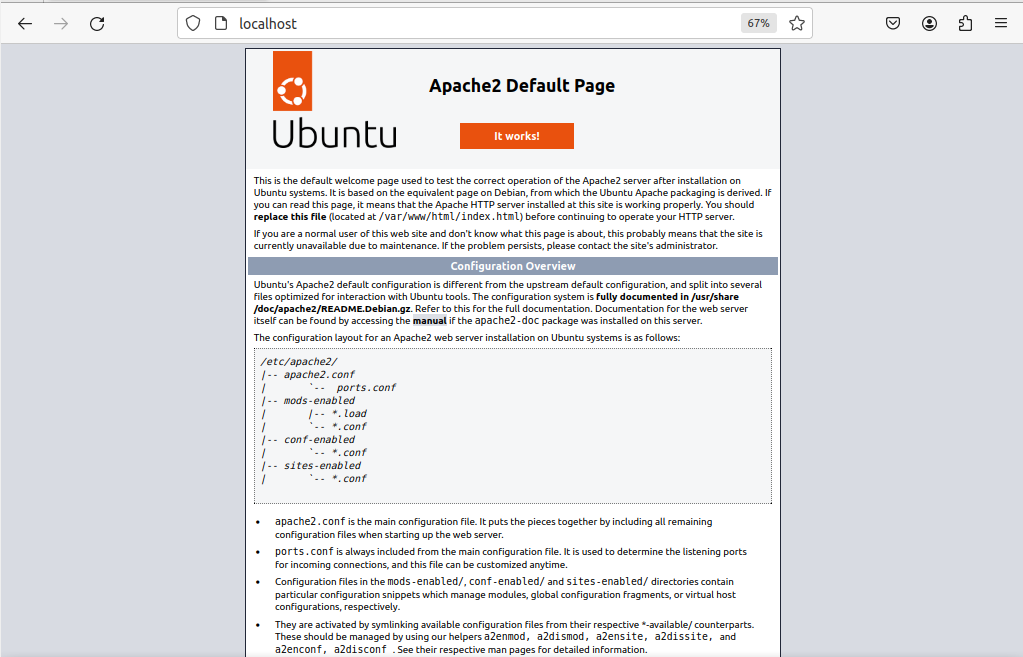 localhost
67%
Apache2 Default Page
Ubuntu
It works!
This is the default welcome page used to test the correct operation of the Apache2 server after installation on
Ubuntu systems. It is based on the equivalent page on Debian, from which the Ubuntu Apache packaging is derived. If
you can read this page, it means that the Apache HTTP server installed at this site is working properly. You should
replace this file (located at /var/www/html/index.html) before continuing to operate your HTTP server.
If you are a normal user of this web site and don't know what this page is about, this probably means that the site is
currently unavailable due to maintenance. If the problem persists, please contact the site's administrator.
Configuration Overview
Ubuntu's Apache2 default configuration is different from the upstream default configuration, and split into several
files optimized for interaction with Ubuntu tools. The configuration system is fully documented in /usr/share
/doc/apache2/README.Debian.gz. Refer to this for the full documentation. Documentation for the web server
itself can be found by accessing the manual if the apache2-doc package was installed on this server.
The configuration layout for an Apache2 web server installation on Ubuntu systems is as follows:
/etc/apache2/
|-- apache2.conf
|       `--  ports.conf
|-- mods-enabled
|       |-- *.load
|       `-- *.conf
|-- conf-enabled
|       `-- *.conf
|-- sites-enabled
|       `-- *.conf
• apache2.conf is the main configuration file. It puts the pieces together by including all remaining
configuration files when starting up the web server.
• ports.conf is always included from the main configuration file. It is used to determine the listening ports
for incoming connections, and this file can be customized anytime.
• Configuration files in the mods-enabled/, conf-enabled/ and sites-enabled/ directories contain
particular configuration snippets which manage modules, global configuration fragments, or virtual host
configurations, respectively.
• They are activated by symlinking available configuration files from their respective *-available/ counterparts.
These should be managed by using our helpers a2enmod, a2dismod, a2ensite, a2dissite, and
a2enconf, a2disconf . See their respective man pages for detailed information.